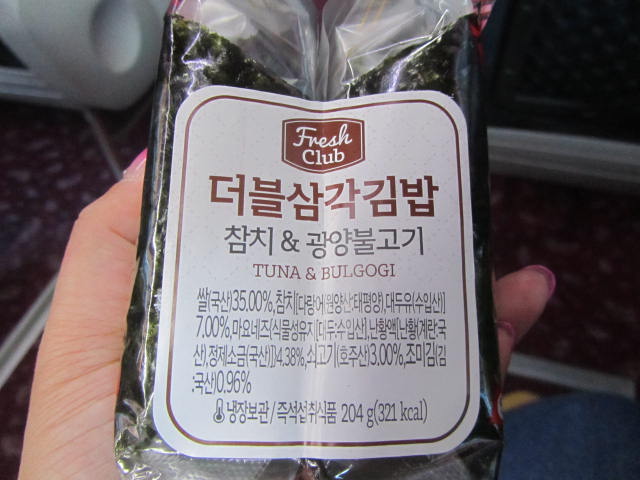 Fresh
Club
더블삼각김밥
참치 & 광양불고기
TUNA & BULGOGI
쌀(국산)35.00%, 참치{[다랑어(원양산:태평양), 대두유(수입산)]
7.00%, 마요네즈{식물성유지[대두:수입산], 난황액[난황(계란:국
산), 정제소금(국산)]}4.38%, 쇠고기(호주산)3.00%, 조미김(김
:국산)0.96%
냉장보관 / 즉석섭취식품 204 g(321 kcal)